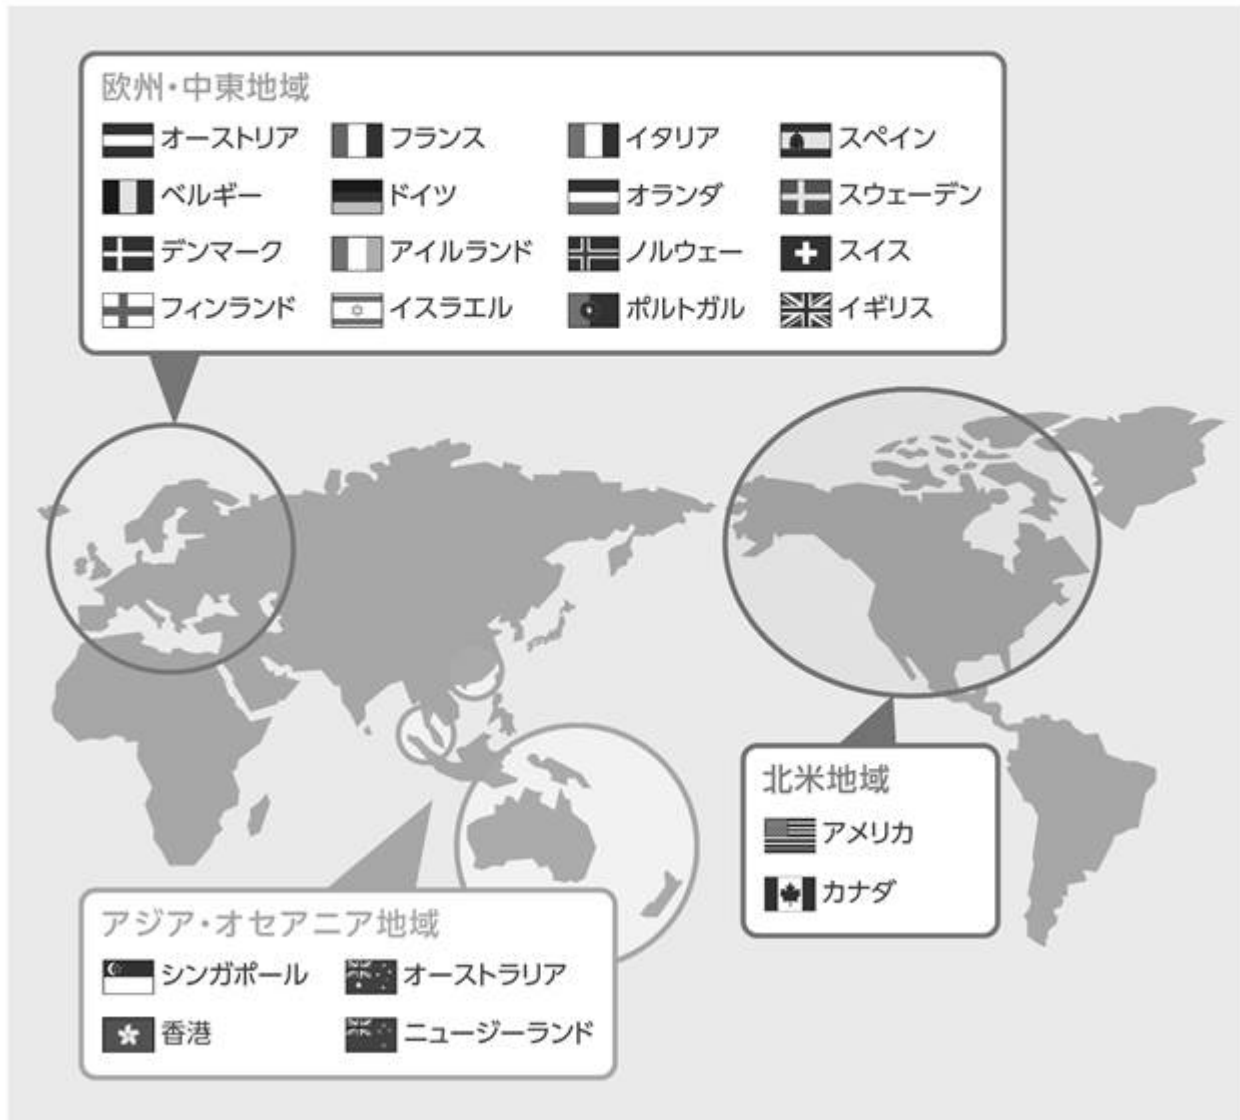 欧州・中東地域
オーストリア フランス イタリア スペイン
ベルギー ドイツ オランダ スウェーデン
デンマーク アイルランド ノルウェー スイス
フィンランド イスラエル ポルトガル イギリス
北米地域
アメリカ
カナダ
アジア・オセアニア地域
シンガポール オーストラリア
香港 ニュージーランド